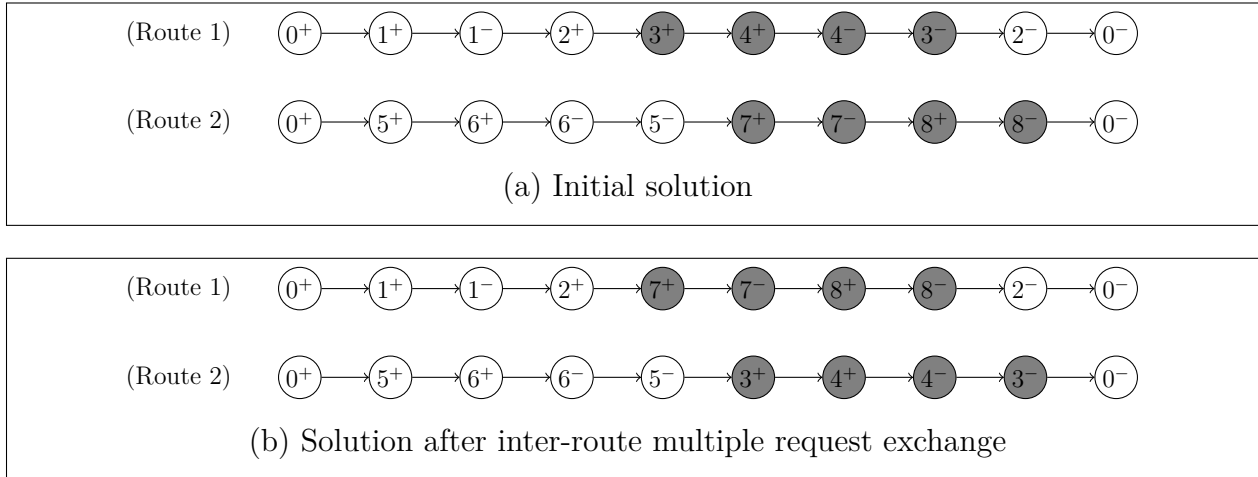 (Route 1) 0⁺ 1⁺ 1⁻ 2⁺ 3⁺ 4⁺ 4⁻ 3⁻ 2⁻ 0⁻
(Route 2) 0⁺ 5⁺ 6⁺ 6⁻ 5⁻ 7⁺ 7⁻ 8⁺ 8⁻ 0⁻
(a) Initial solution
(Route 1) 0⁺ 1⁺ 1⁻ 2⁺ 7⁺ 7⁻ 8⁺ 8⁻ 2⁻ 0⁻
(Route 2) 0⁺ 5⁺ 6⁺ 6⁻ 5⁻ 3⁺ 4⁺ 4⁻ 3⁻ 0⁻
(b) Solution after inter-route multiple request exchange